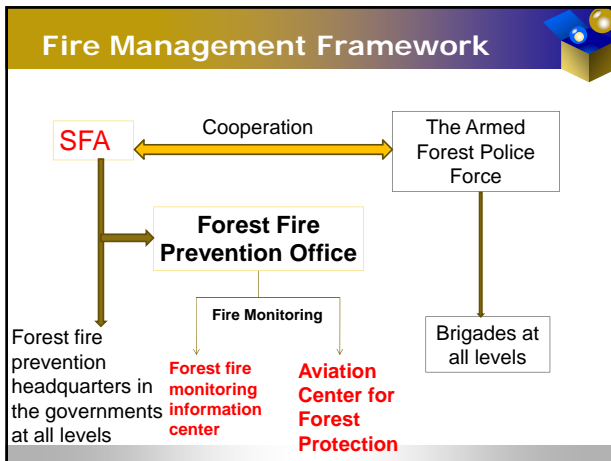 Fire Management Framework
SFA
Cooperation
The Armed
Forest Police
Force
Forest Fire
Prevention Office
Fire Monitoring
Forest fire
prevention
headquarters in
the governments
at all levels
Forest fire
monitoring
information
center
Aviation
Center for
Forest
Protection
Brigades at
all levels